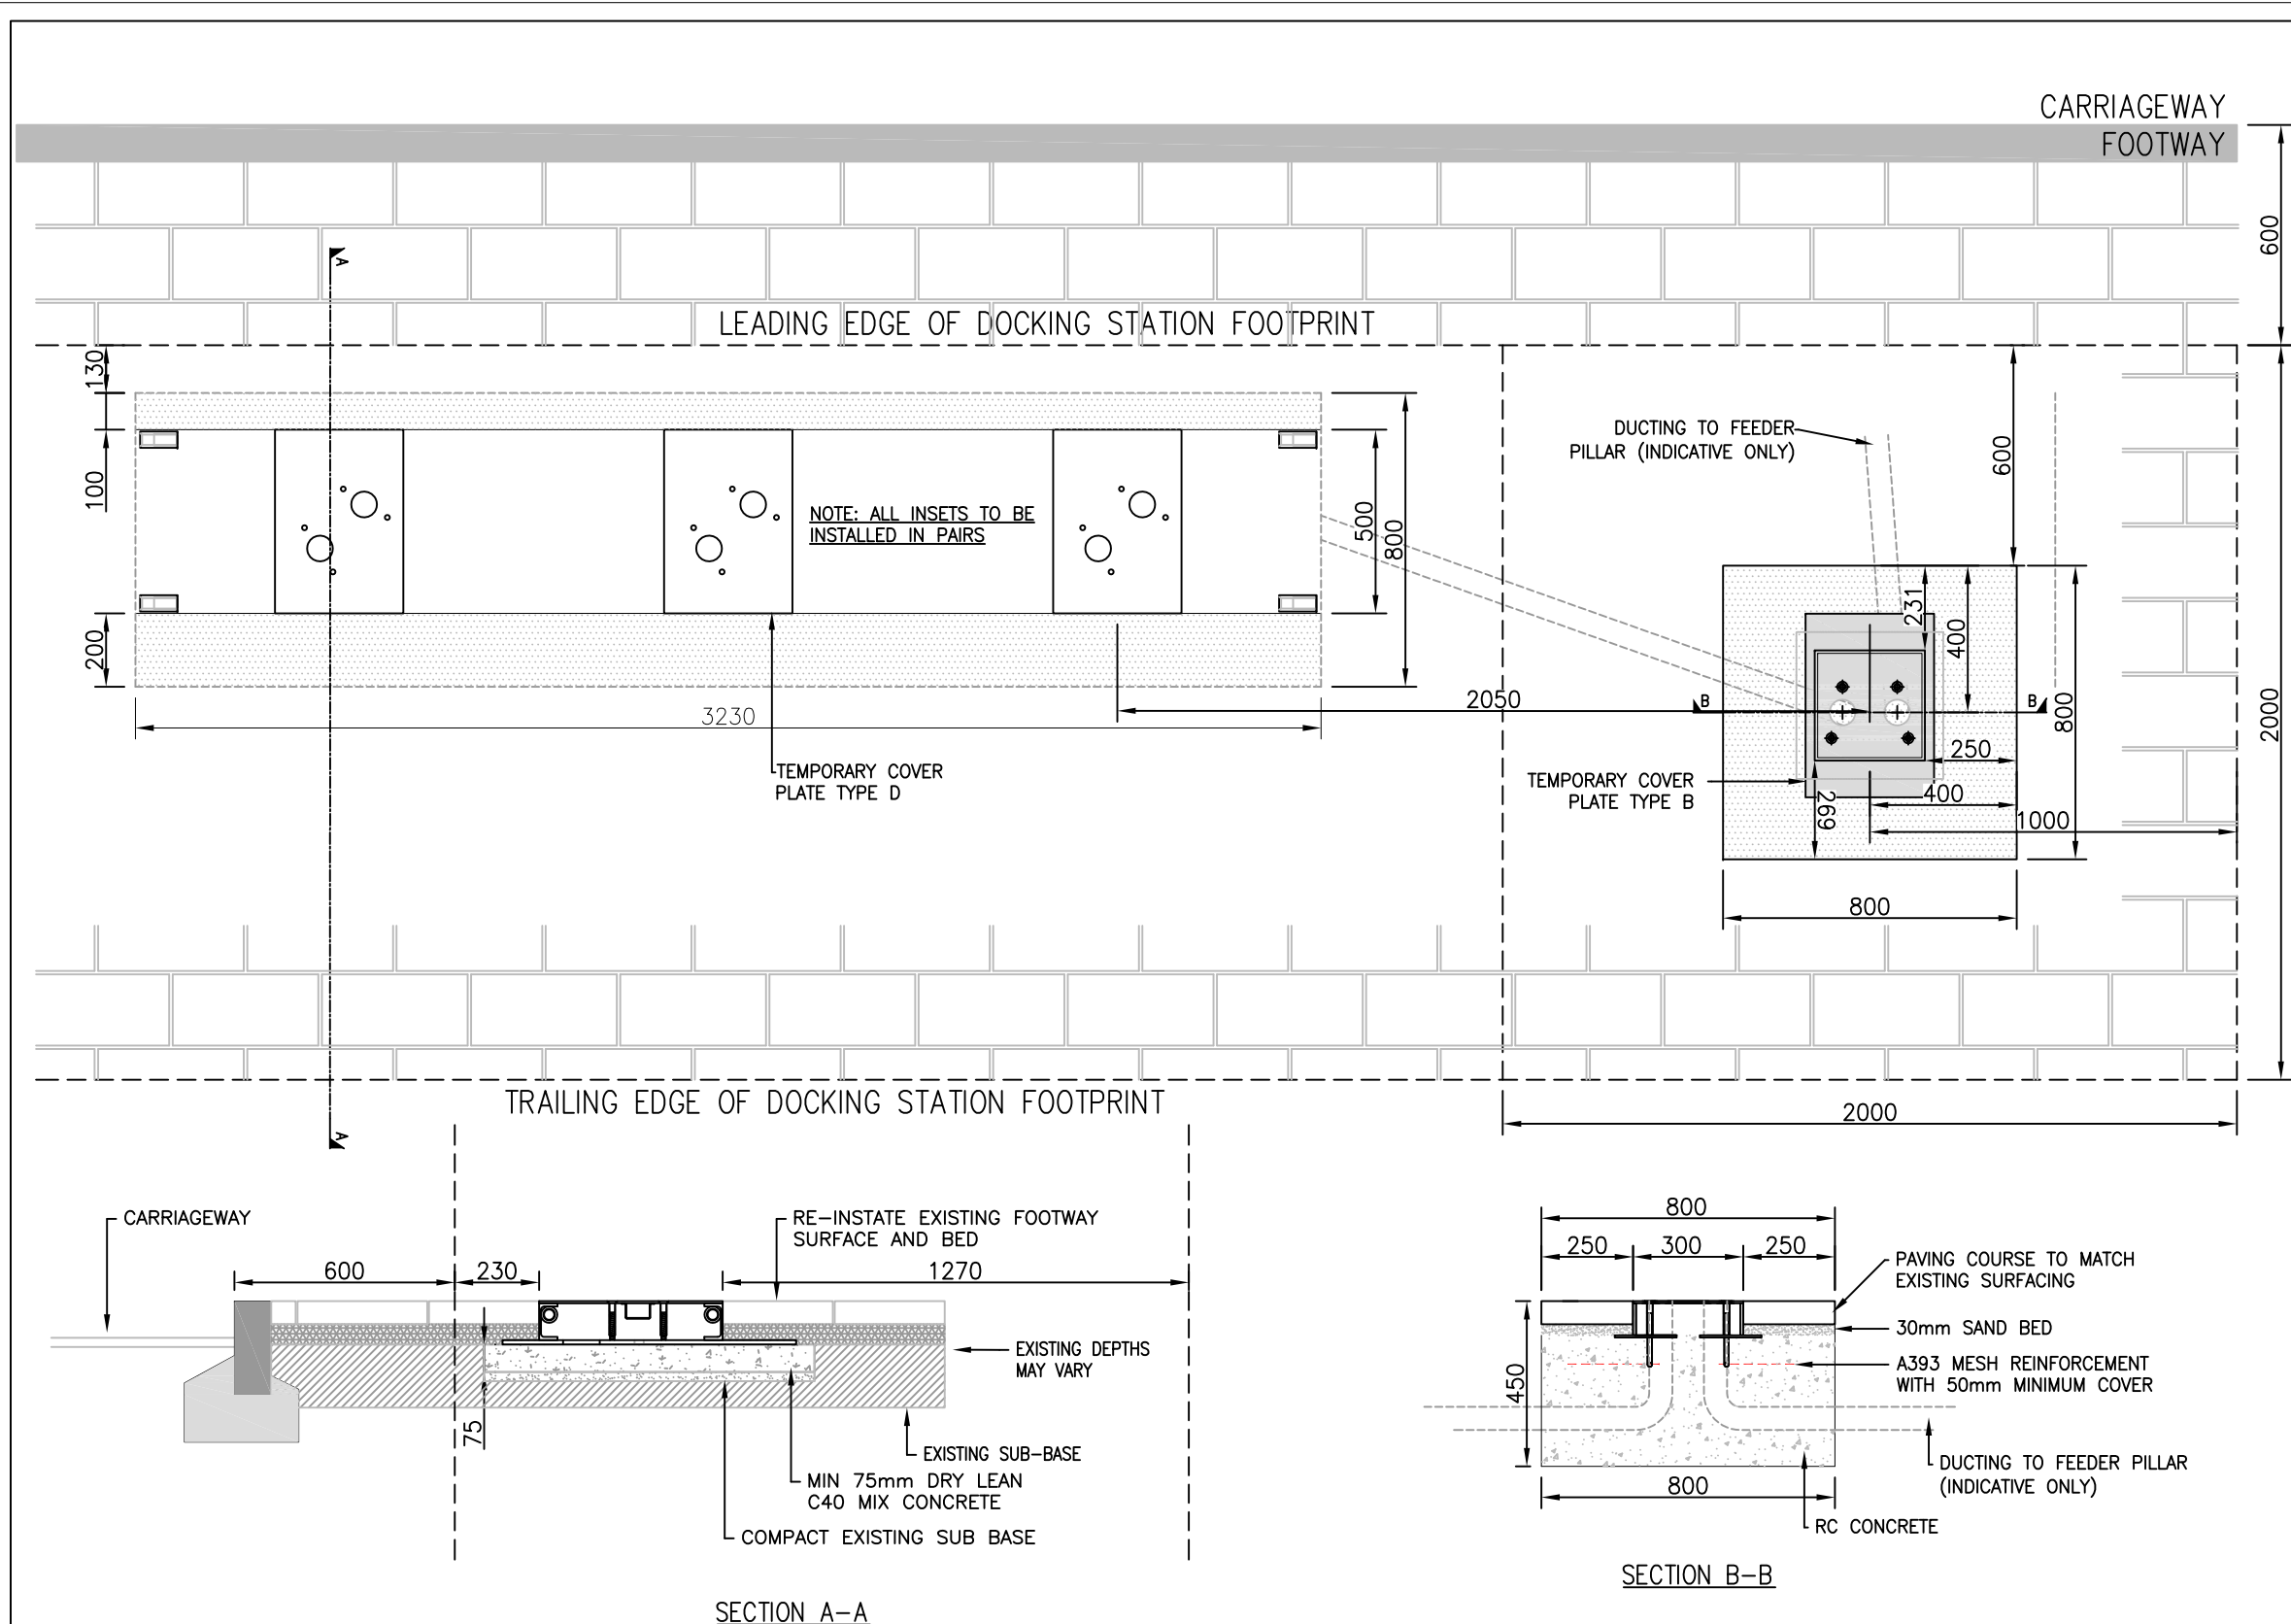 CARRIAGEWAY
FOOTWAY
600
A
LEADING EDGE OF DOCKING STATION FOOTPRINT
130
100
200
NOTE: ALL INSETS TO BE
INSTALLED IN PAIRS
500
800
DUCTING TO FEEDER
PILLAR (INDICATIVE ONLY)
600
231
400
800
2000
2050
B
B
250
3230
TEMPORARY COVER
PLATE TYPE D
TEMPORARY COVER
PLATE TYPE B
269
400
1000
800
TRAILING EDGE OF DOCKING STATION FOOTPRINT
2000
A
CARRIAGEWAY
RE-INSTATE EXISTING FOOTWAY
SURFACE AND BED
600
230
1270
EXISTING DEPTHS
MAY VARY
75
EXISTING SUB-BASE
MIN 75mm DRY LEAN
C40 MIX CONCRETE
COMPACT EXISTING SUB BASE
SECTION A-A
800
250
300
250
PAVING COURSE TO MATCH
EXISTING SURFACING
30mm SAND BED
A393 MESH REINFORCEMENT
WITH 50mm MINIMUM COVER
450
DUCTING TO FEEDER PILLAR
(INDICATIVE ONLY)
800
RC CONCRETE
SECTION B-B